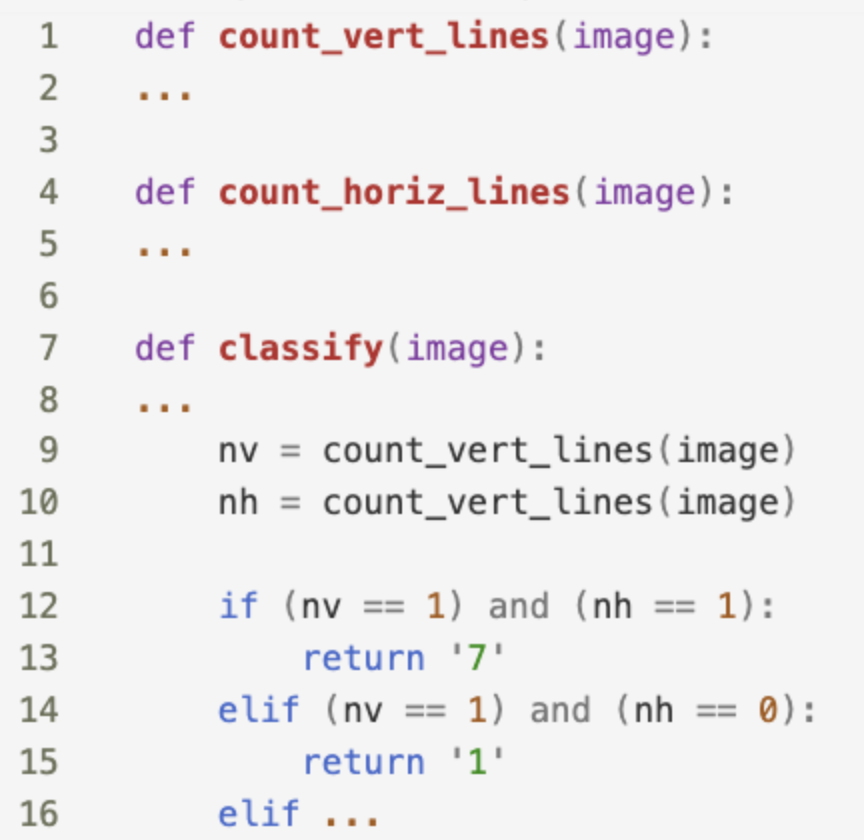 1 def count_vert_lines(image):
2 ...
3
4 def count_horiz_lines(image):
5 ...
6
7 def classify(image):
8 ...
9 nv = count_vert_lines(image)
10 nh = count_vert_lines(image)
11
12 if (nv == 1) and (nh == 1):
13 return '7'
14 elif (nv == 1) and (nh == 0):
15 return '1'
16 elif ...